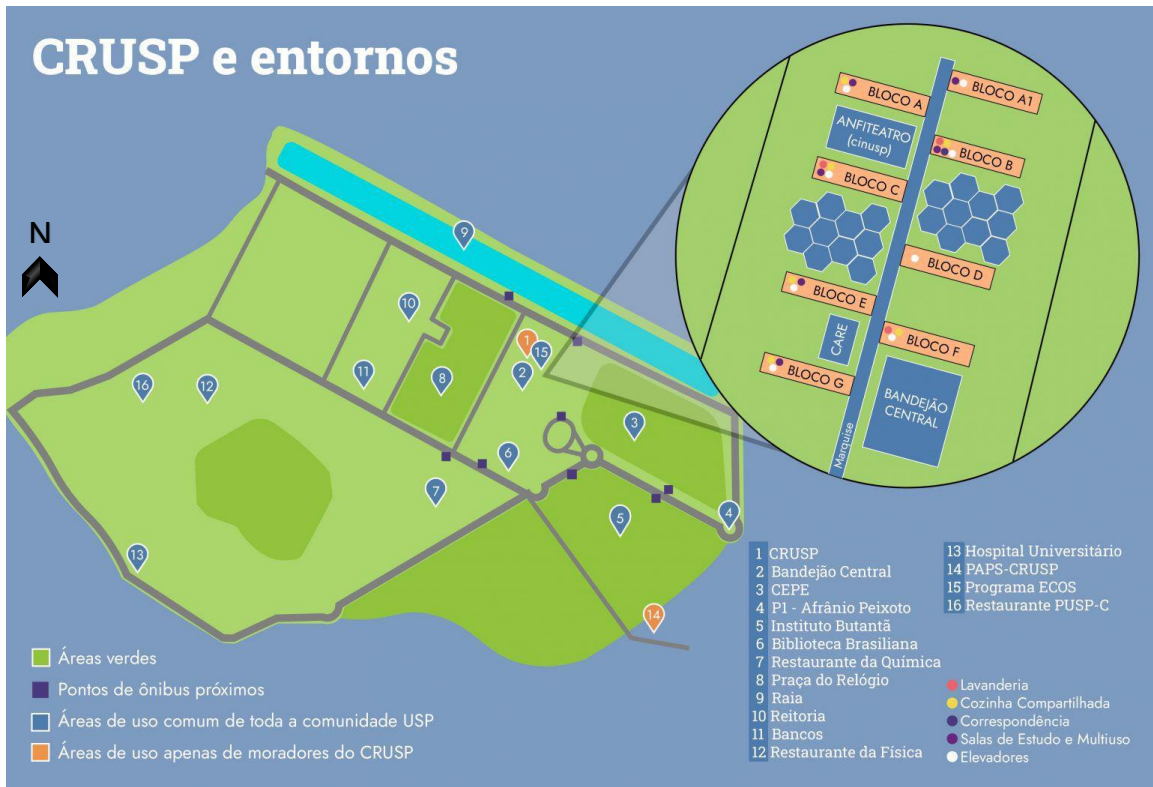 CRUSP e entornos
N
BLOCO A
BLOCO A1
ANFITEATRO
(cinusp)
BLOCO B
BLOCO C
BLOCO D
BLOCO E
CARE
BLOCO F
BLOCO G
BANDEJÃO
CENTRAL
Marquise
9
10
1
15
2
11
8
16
12
3
6
7
5
4
13
14
Áreas verdes
Pontos de ônibus próximos
Áreas de uso comum de toda a comunidade USP
Áreas de uso apenas de moradores do CRUSP
1 CRUSP
2 Bandejão Central
3 CEPE
4 P1 - Afrânio Peixoto
5 Instituto Butantã
6 Biblioteca Brasiliana
7 Restaurante da Química
8 Praça do Relógio
9 Raia
10 Reitoria
11 Bancos
12 Restaurante da Física
13 Hospital Universitário
14 PAPS-CRUSP
15 Programa ECOS
16 Restaurante PUSP-C
Lavanderia
Cozinha Compartilhada
Correspondência
Salas de Estudo e Multiuso
Elevadores